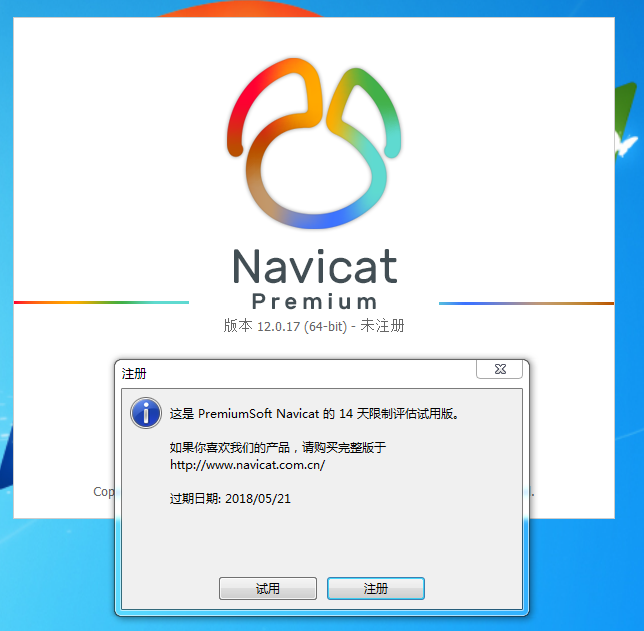 Navicat
Premium
版本 12.0.17 (64-bit) - 未注册
注册
这是 PremiumSoft Navicat 的 14 天限制评估试用版。
如果你喜欢我们的产品，请购买完整版于
http://www.navicat.com.cn/
过期日期: 2018/05/21
Cop
试用
注册